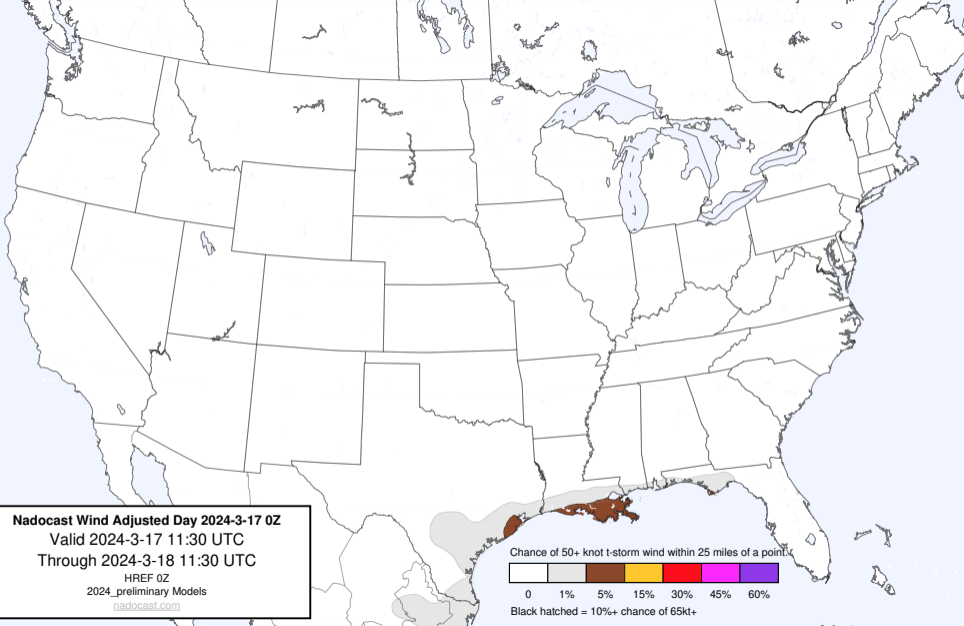 Nadocast Wind Adjusted Day 2024-3-17 0Z
Valid 2024-3-17 11:30 UTC
Through 2024-3-18 11:30 UTC
HREF 0Z
2024_preliminary Models
nadocast.com
Chance of 50+ knot t-storm wind within 25 miles of a point.
0 1% 5% 15% 30% 45% 60%
Black hatched = 10%+ chance of 65kt+